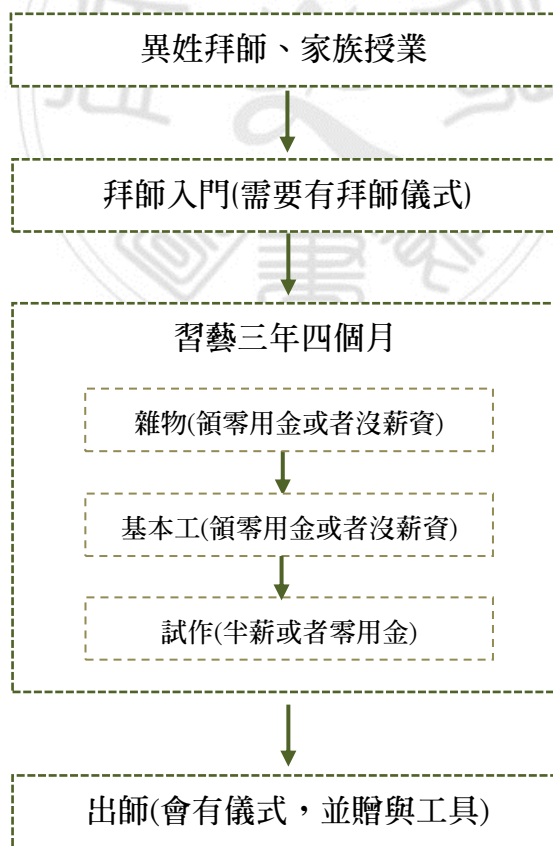 異姓拜師、家族授業
拜師入門(需要有拜師儀式)
習藝三年四個月
雜物(領零用金或者沒薪資)
基本工(領零用金或者沒薪資)
試作(半薪或者零用金)
出師(會有儀式，並贈與工具)